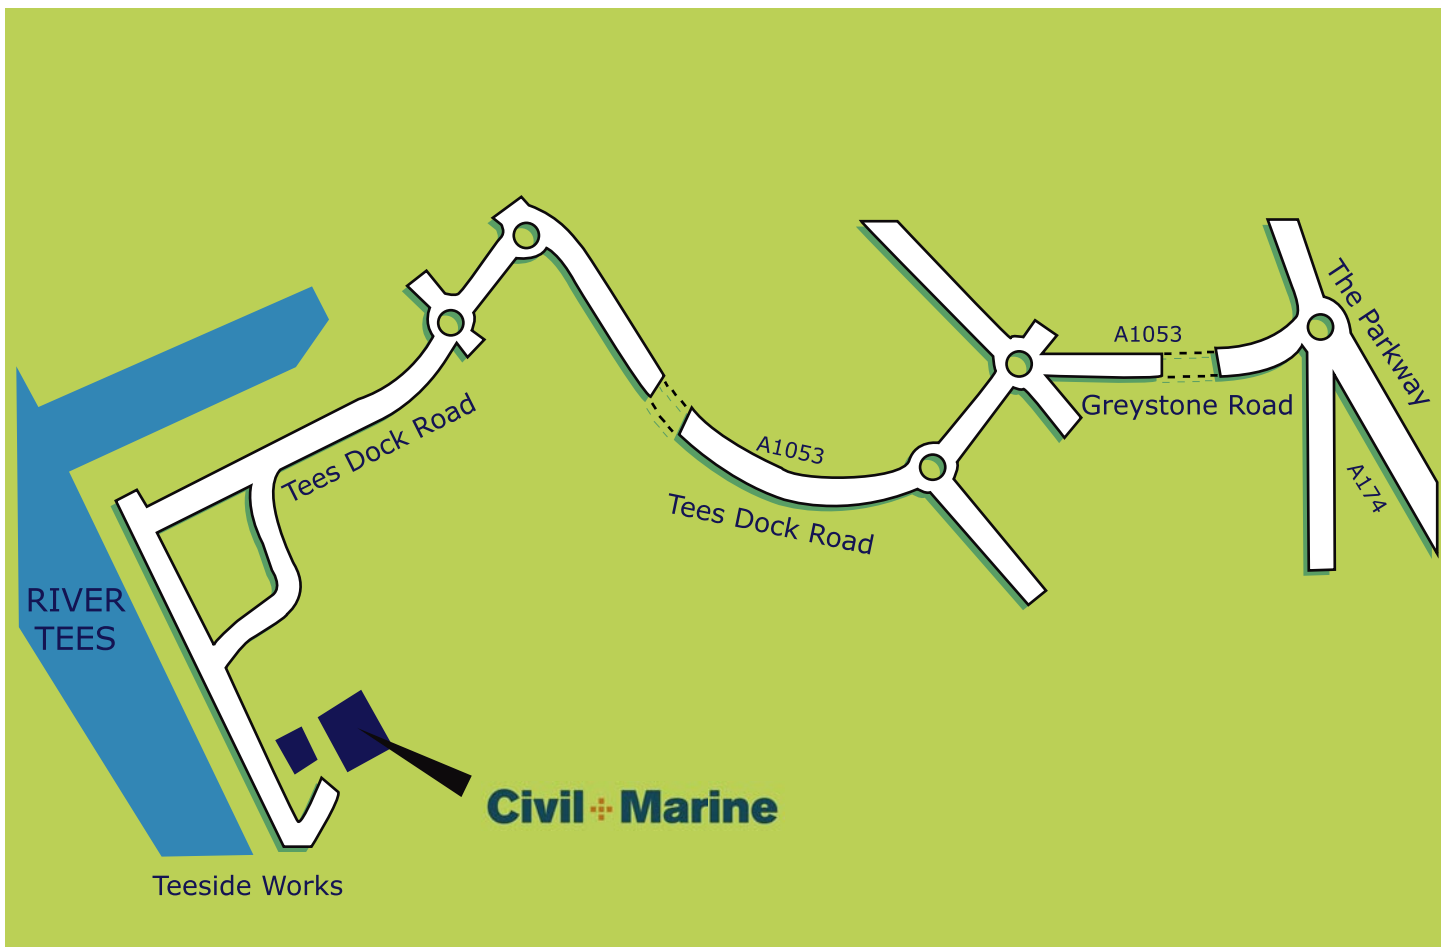 The Parkway
A1053
Greystone Road
A174
Tees Dock Road
A1053
Tees Dock Road
RIVER
TEES
Civil Marine
Teeside Works